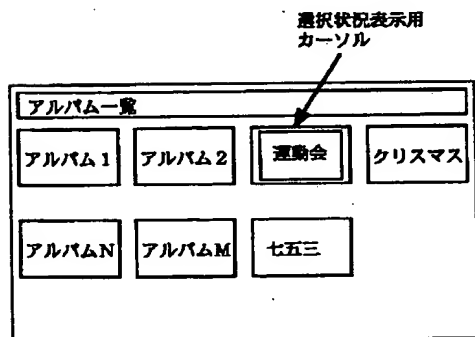 選択状況表示用
カーソル
アルバム一覧
アルバム1
アルバム2
運動会
クリスマス
アルバムN
アルバムM
七五三